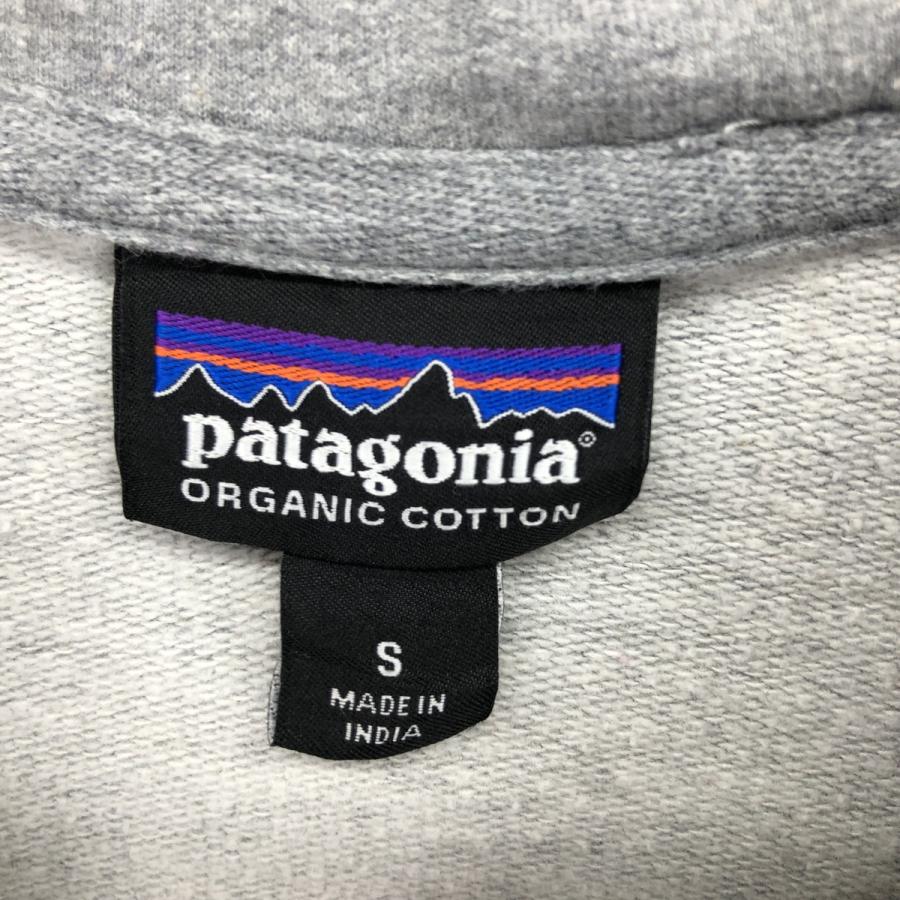 patagonia®
ORGANIC COTTON
S
MADE IN
INDIA